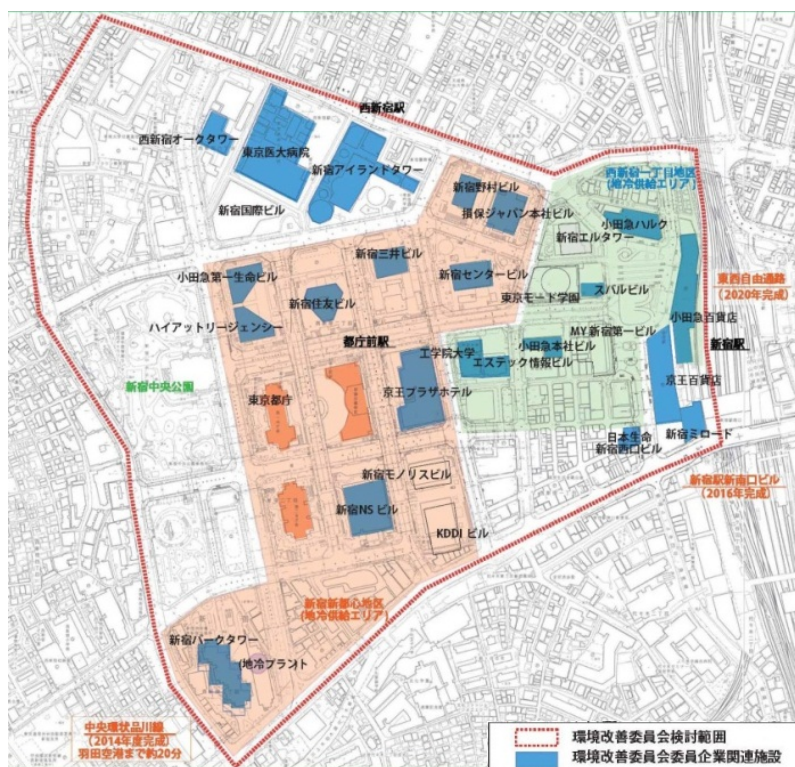 西新宿駅
西新宿オークタワー
東京医大病院
新宿アイランドタワー
西新宿一丁目地区
(地冷供給エリア)
新宿野村ビル
損保ジャパン本社ビル
新宿国際ビル
小田急ハルク
新宿エルタワー
新宿三井ビル
小田急第一生命ビル
新宿センタービル
東西自由通路
(2020年完成)
新宿住友ビル
東京モード学園
スバルビル
小田急百貨店
ハイアットリージェンシー
都庁前駅
MY新宿第一ビル
工学院大学
小田急本社ビル
新宿駅
エステック情報ビル
新宿中央公園
東京都庁
京王プラザホテル
京王百貨店
日本生命
新宿西口ビル
新宿ミロード
新宿モノリスビル
新宿駅新南口ビル
(2016年完成)
新宿NSビル
KDDIビル
新宿新都心地区
(地冷供給エリア)
新宿パークタワー
(地冷プラント
中央環状品川線
(2014年度完成)
羽田空港まで約20分
環境改善委員会検討範囲
環境改善委員会委員企業関連施設